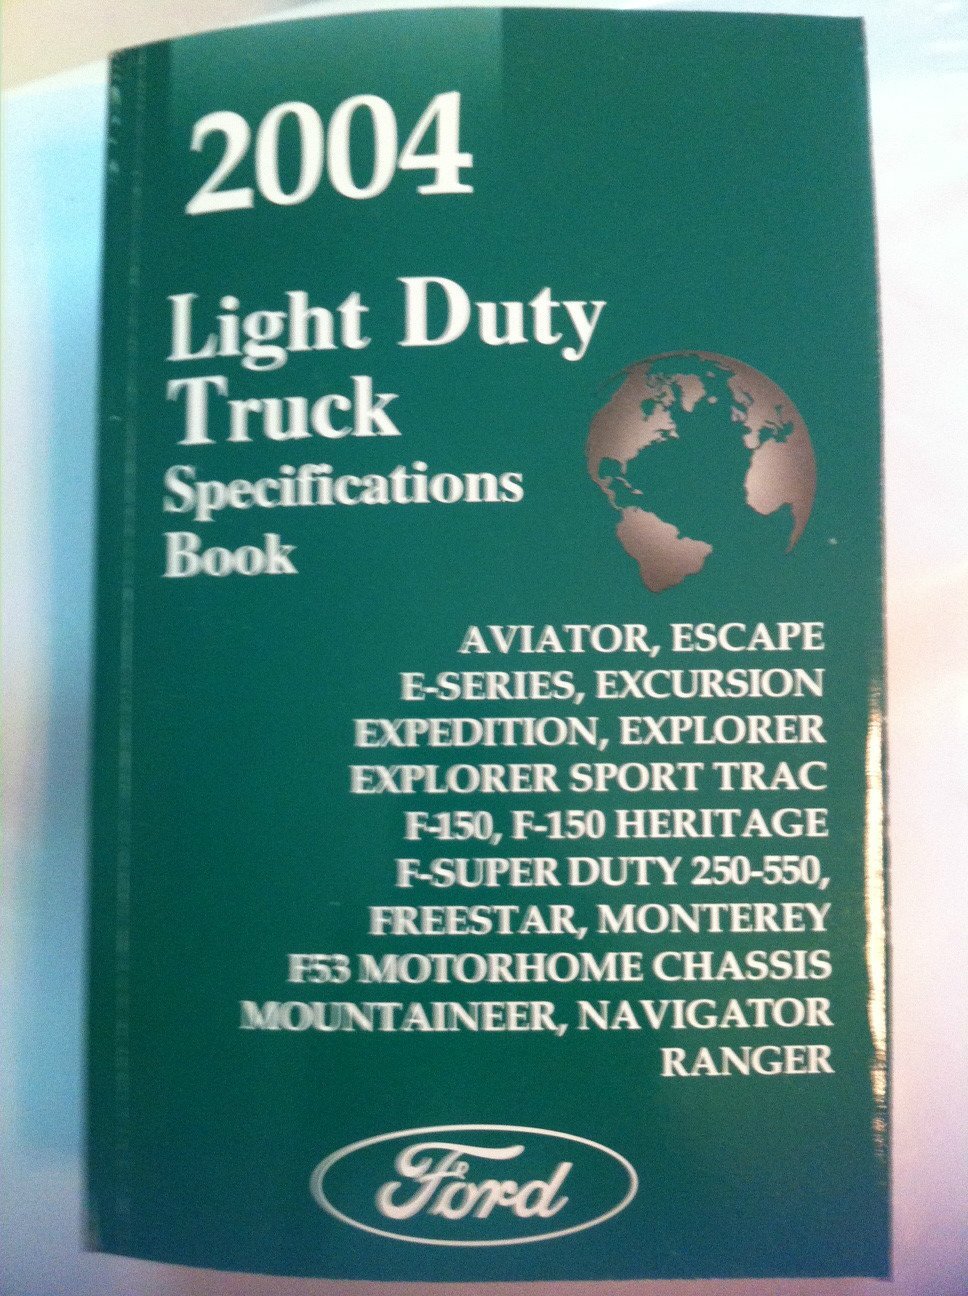 2004
Light Duty
Truck
Specifications
Book
AVIATOR, ESCAPE
E-SERIES, EXCURSION
EXPEDITION, EXPLORER
EXPLORER SPORT TRAC
F-150, F-150 HERITAGE
F-SUPER DUTY 250-550,
FREESTAR, MONTEREY
F53 MOTORHOME CHASSIS
MOUNTAINEER, NAVIGATOR
RANGER
Ford